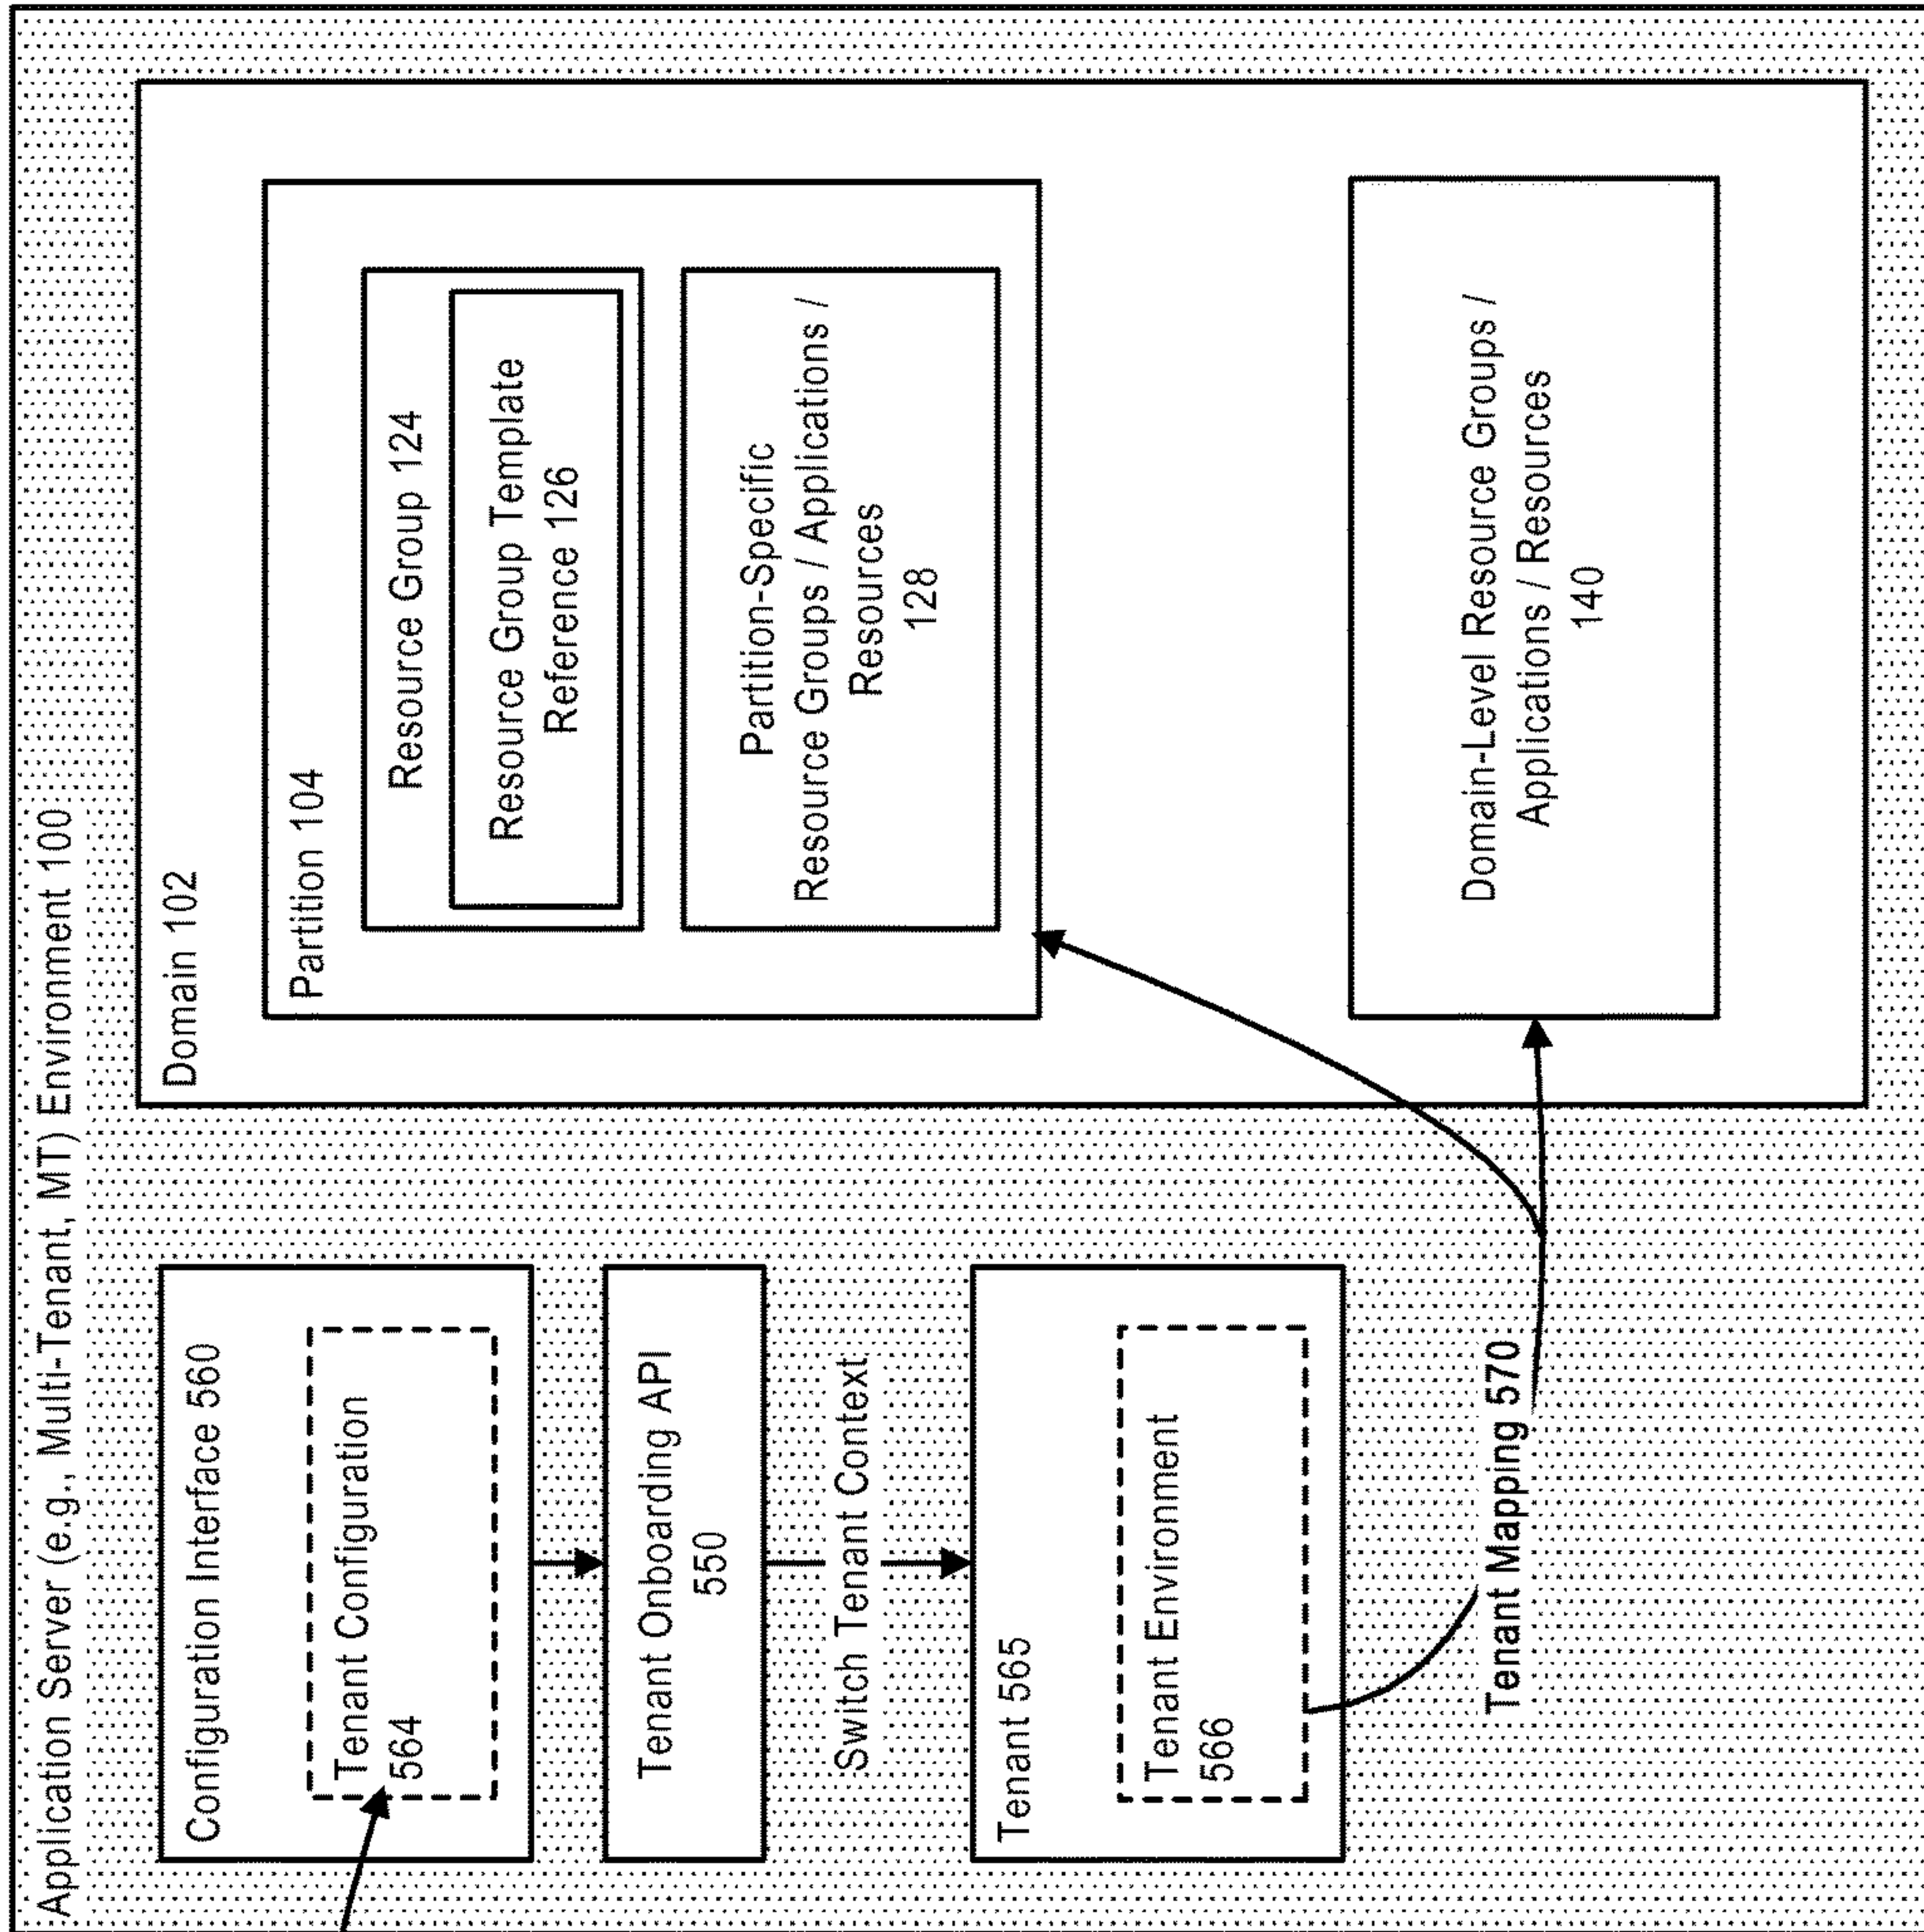 Application Server (e.g., Multi-Tenant, MT) Environment 100
Configuration Interface 560
Tenant Configuration
564
Tenant Onboarding API
550
Switch Tenant Context
Tenant 565
Tenant Environment
566
Tenant Mapping 570
Domain 102
Partition 104
Resource Group 124
Resource Group Template
Reference 126
Partition-Specific
Resource Groups / Applications /
Resources
128
Domain-Level Resource Groups /
Applications / Resources
140